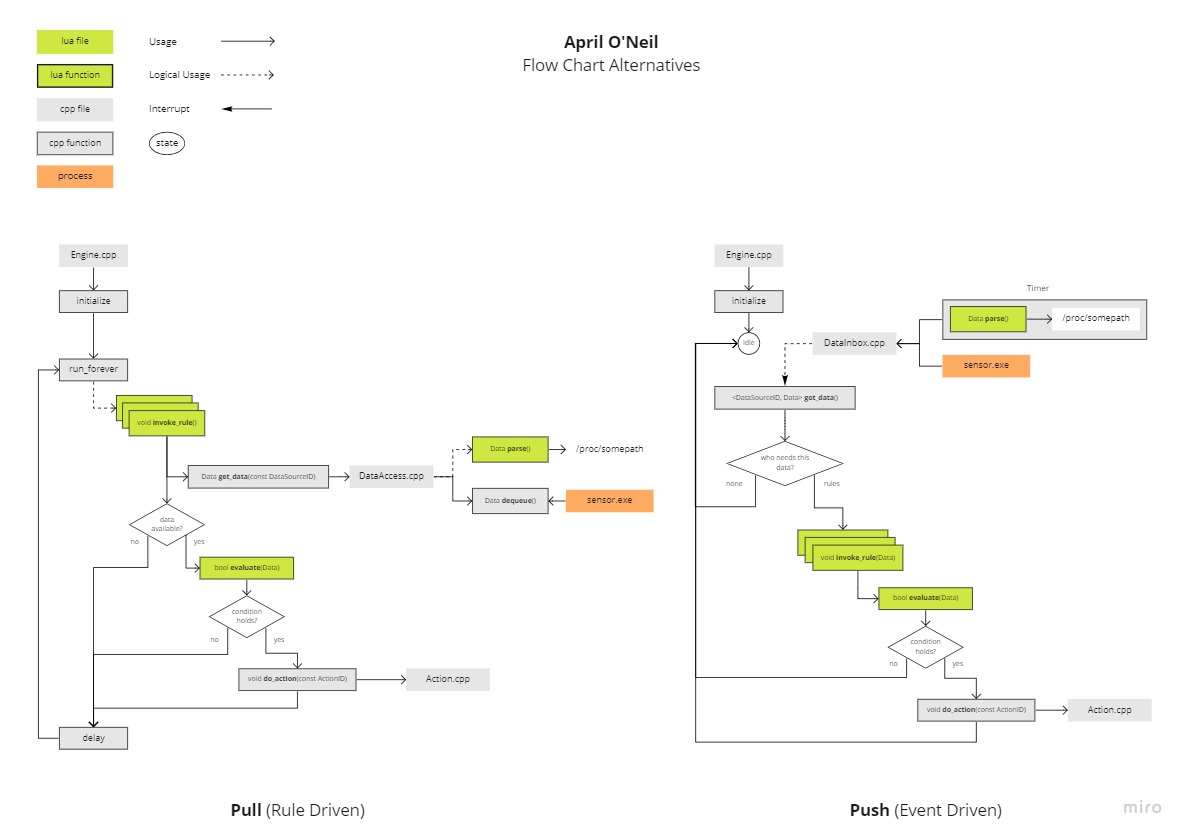 April O'Neil
Flow Chart Alternatives
lua file
Usage
lua function
Logical Usage
cpp file
Interrupt
cpp function
state
process
Engine.cpp
initialize
run_forever
void invoke_rule()
Data get_data(const DataSourceID)
DataAccess.cpp
Data parse()
/proc/somepath
Data dequeue()
sensor.exe
data
available?
no
yes
bool evaluate(Data)
condition
holds?
no
yes
void do_action(const ActionID)
Action.cpp
delay
Pull (Rule Driven)
Engine.cpp
initialize
idle
Timer
Data parse()
/proc/somepath
DataInbox.cpp
sensor.exe
<DataSourceID, Data> got_data()
who needs this
data?
none
rules
void invoke_rule(Data)
bool evaluate(Data)
condition
holds?
no
yes
void do_action(const ActionID)
Action.cpp
Push (Event Driven)
miro